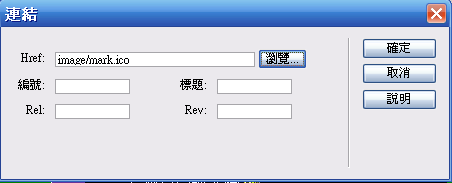 連結
Href: image/mark.ico 瀏覽... 確定
取消
編號: 標題:
說明
Rel: Rev: